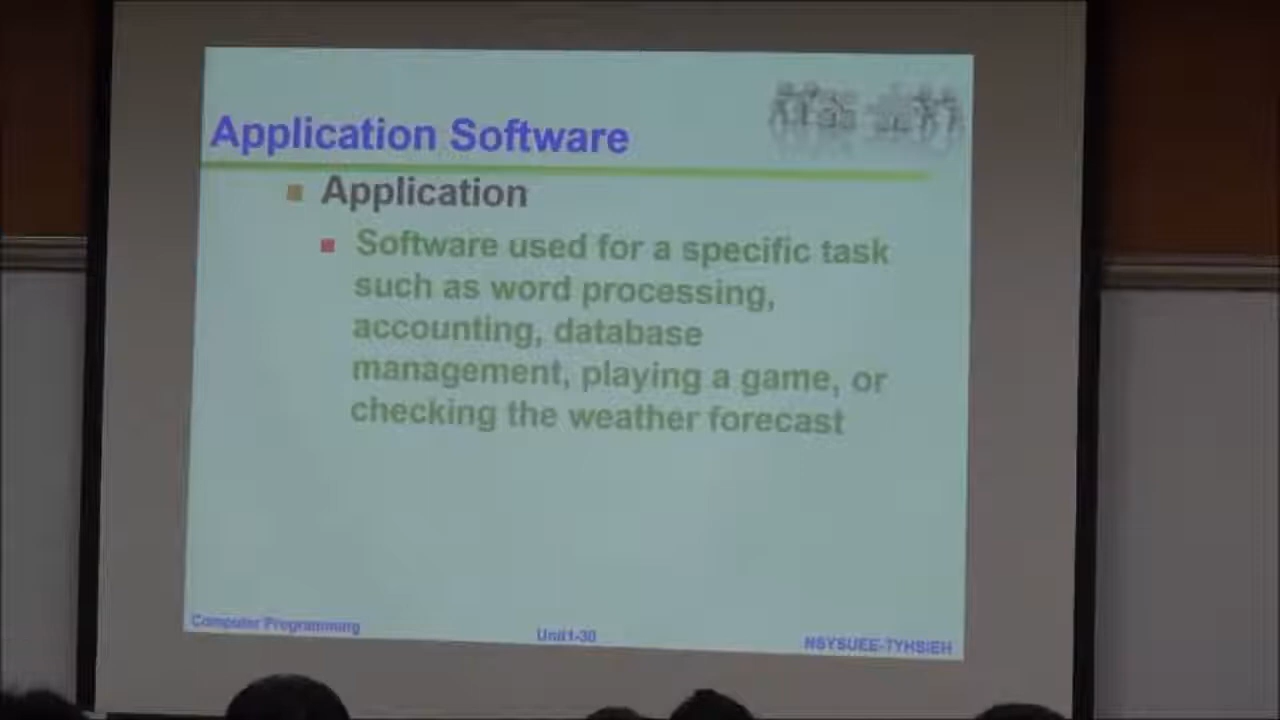 Application Software
Application
Software used for a specific task
such as word processing,
accounting, database
management, playing a game, or
checking the weather forecast
Computer Programming
Unit1-30
NSYSUEE-TYHSIEH